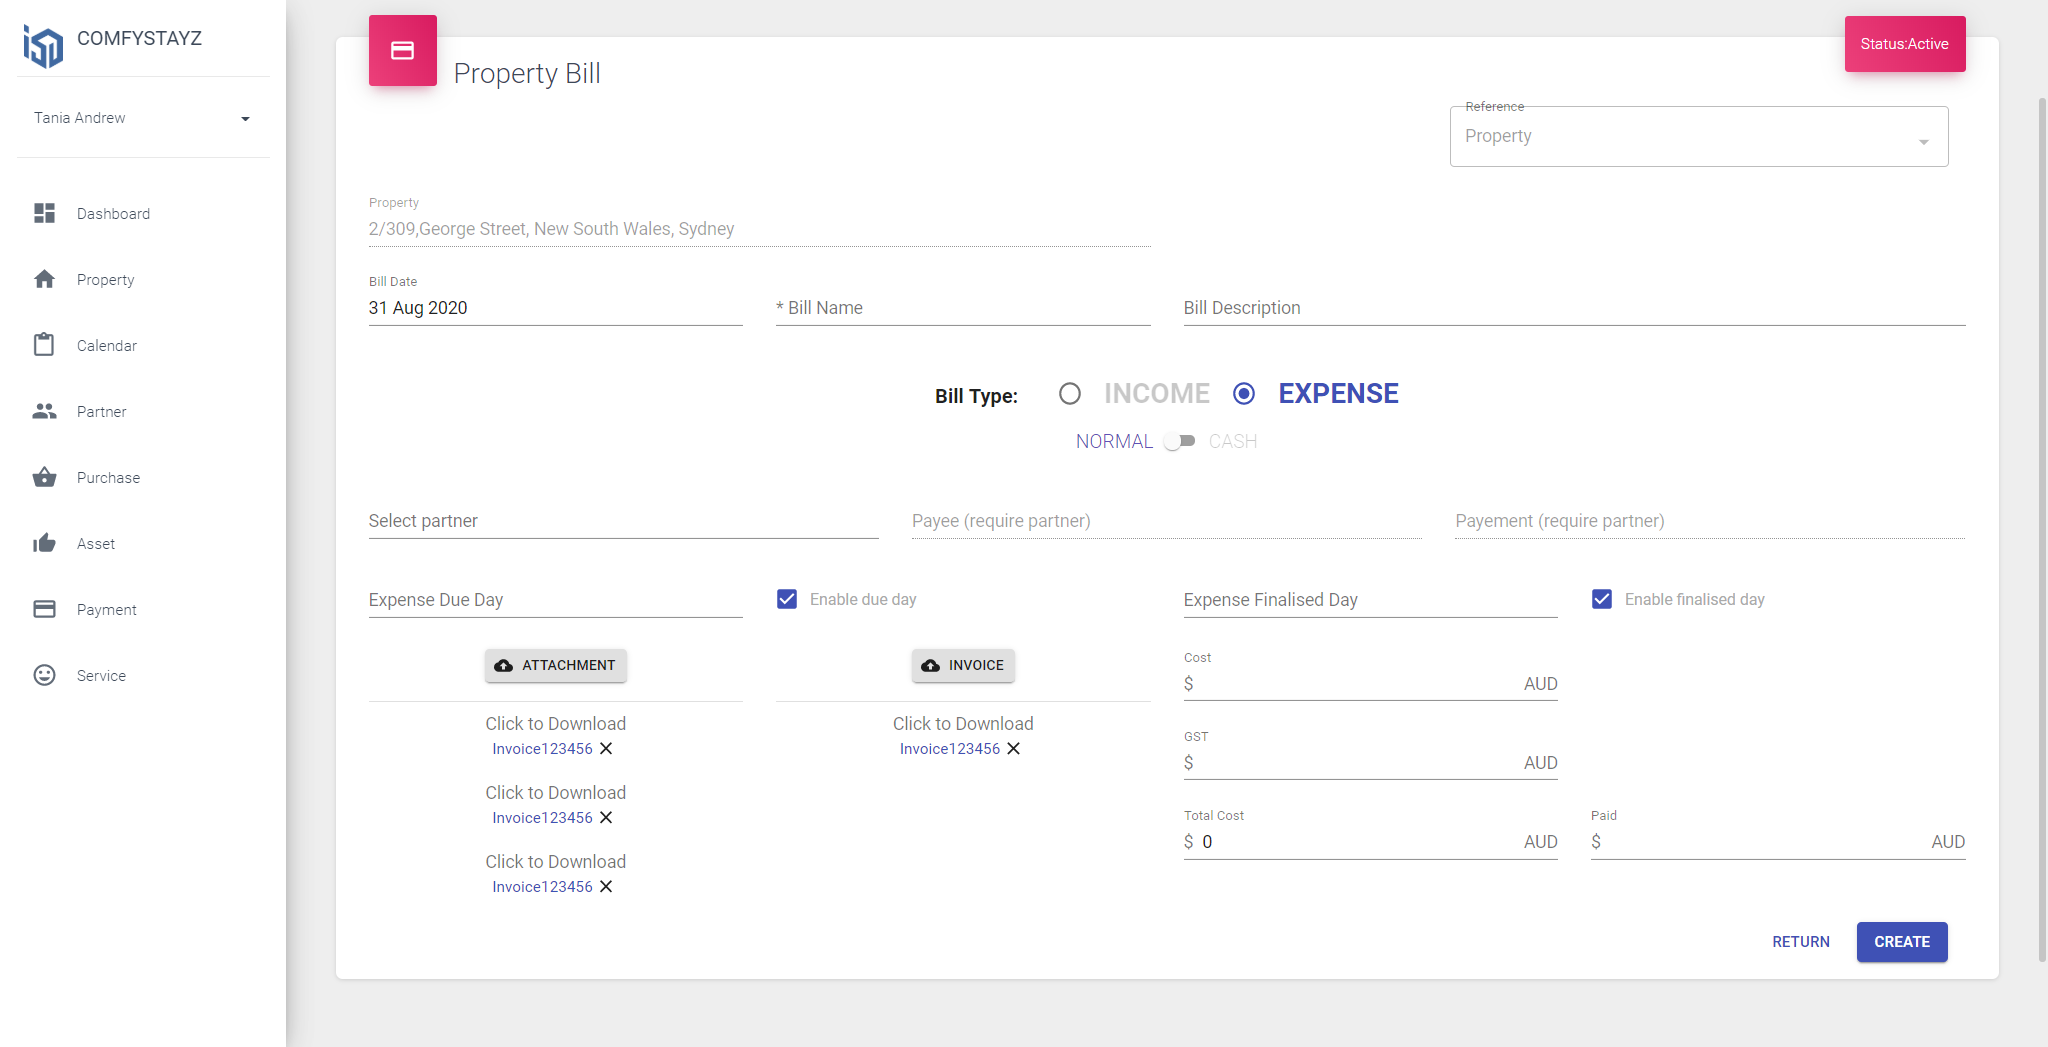 COMFYSTAYZ
Tania Andrew
Dashboard
Property
Calendar
Partner
Purchase
Asset
Payment
Service
Property Bill
Status:Active
Reference
Property
Property
2/309,George Street, New South Wales, Sydney
Bill Date
31 Aug 2020
* Bill Name
Bill Description
Bill Type: INCOME EXPENSE
NORMAL CASH
Select partner
Payee (require partner)
Payement (require partner)
Expense Due Day
Enable due day
Expense Finalised Day
Enable finalised day
ATTACHMENT
Click to Download
Invoice123456
Click to Download
Invoice123456
Click to Download
Invoice123456
INVOICE
Click to Download
Invoice123456
Cost
$ AUD
GST
$ AUD
Total Cost
$ 0 AUD
Paid
$ AUD
RETURN
CREATE